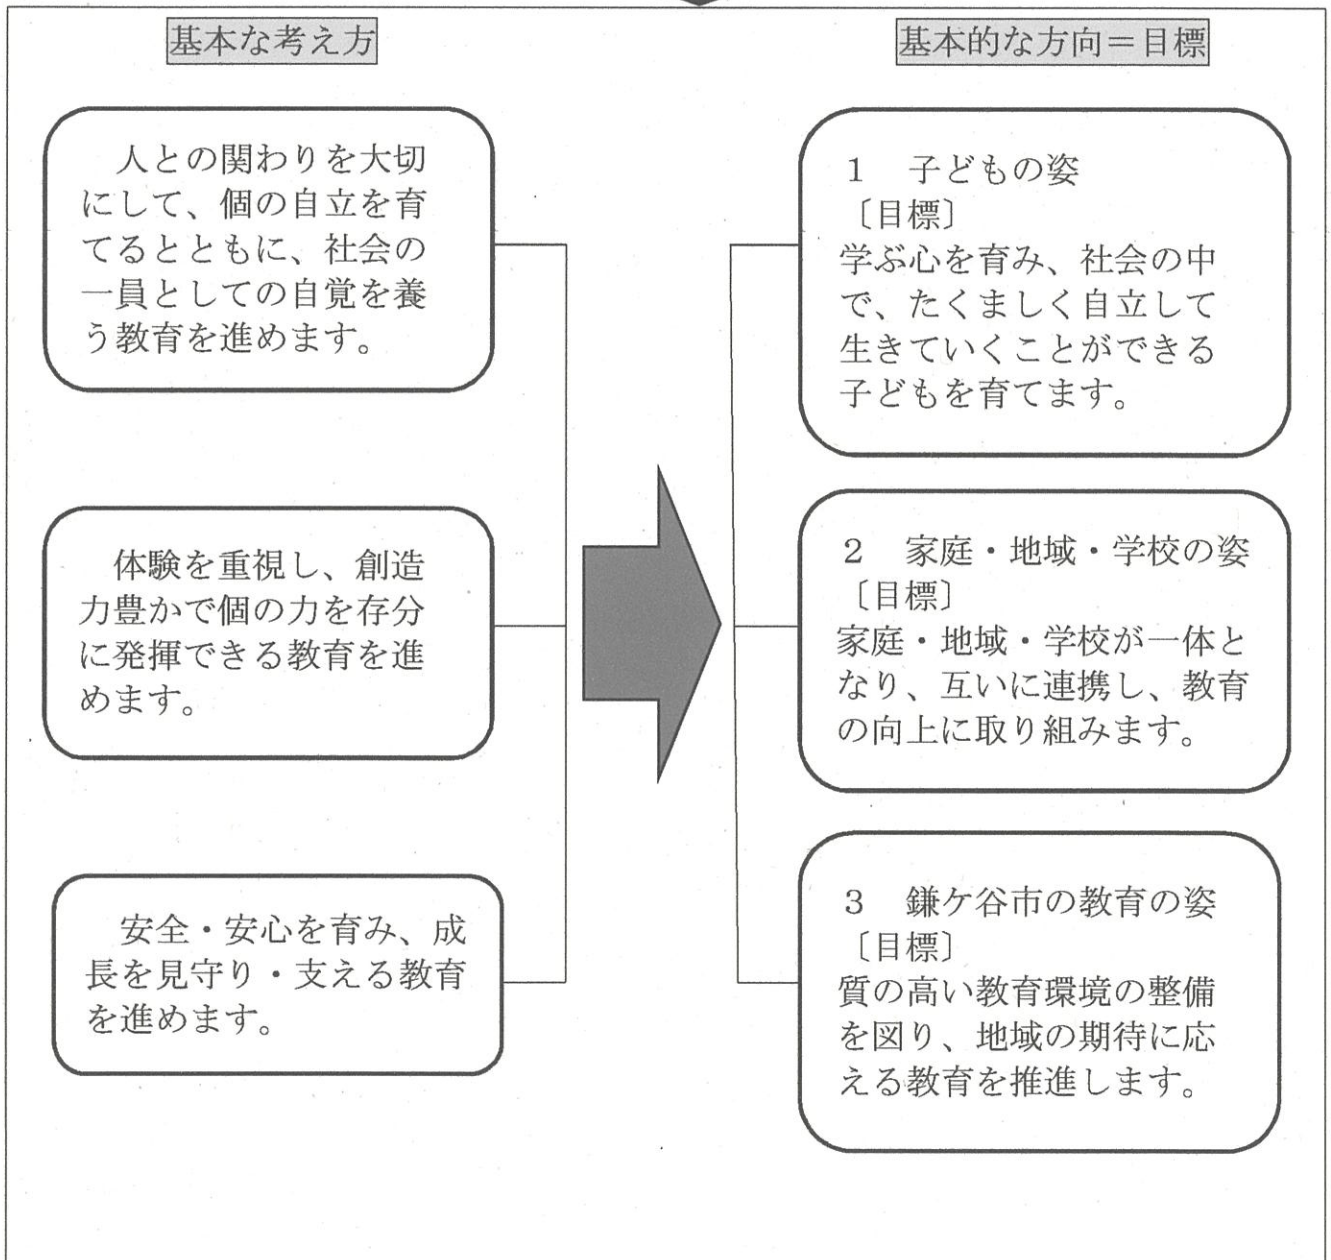 基本な考え方
人との関わりを大切
にして、個の自立を育
てるとともに、社会の
一員としての自覚を養
う教育を進めます。
体験を重視し、創造
力豊かで個の力を存分
に発揮できる教育を進
めます。
安全・安心を育み、成
長を見守り・支える教育
を進めます。
基本的な方向＝目標
１　子どもの姿
〔目標〕
学ぶ心を育み、社会の中
で、たくましく自立して
生きていくことができる
子どもを育てます。
２　家庭・地域・学校の姿
〔目標〕
家庭・地域・学校が一体と
なり、互いに連携し、教育
の向上に取り組みます。
３　鎌ケ谷市の教育の姿
〔目標〕
質の高い教育環境の整備
を図り、地域の期待に応
える教育を推進します。